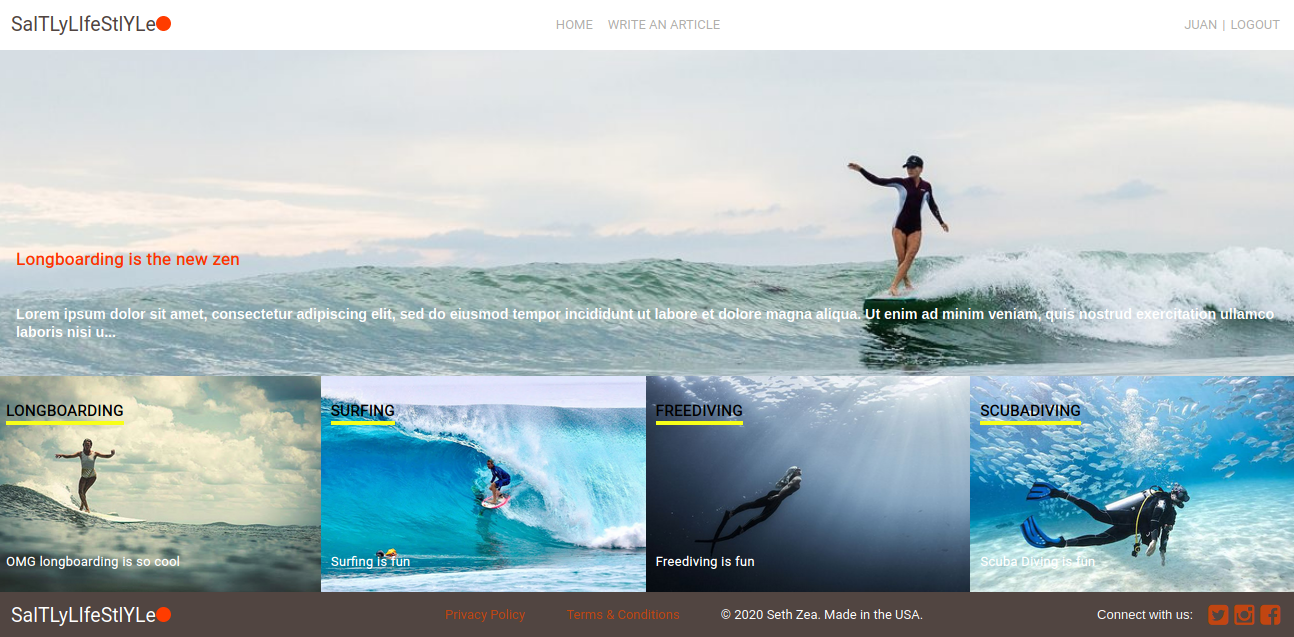 SalTLyLIfeStlYLe
HOME WRITE AN ARTICLE
JUAN | LOGOUT
Longboarding is the new zen
Lorem ipsum dolor sit amet, consectetur adipiscing elit, sed do eiusmod tempor incididunt ut labore et dolore magna aliqua. Ut enim ad minim veniam, quis nostrud exercitation ullamco
laboris nisi u...
LONGBOARDING
SURFING
FREEDIVING
SCUBADIVING
OMG longboarding is so cool
Surfing is fun
Freediving is fun
Scuba Diving is fun
SalTLyLIfeStlYLe
Privacy Policy
Terms & Conditions
© 2020 Seth Zea. Made in the USA.
Connect with us: